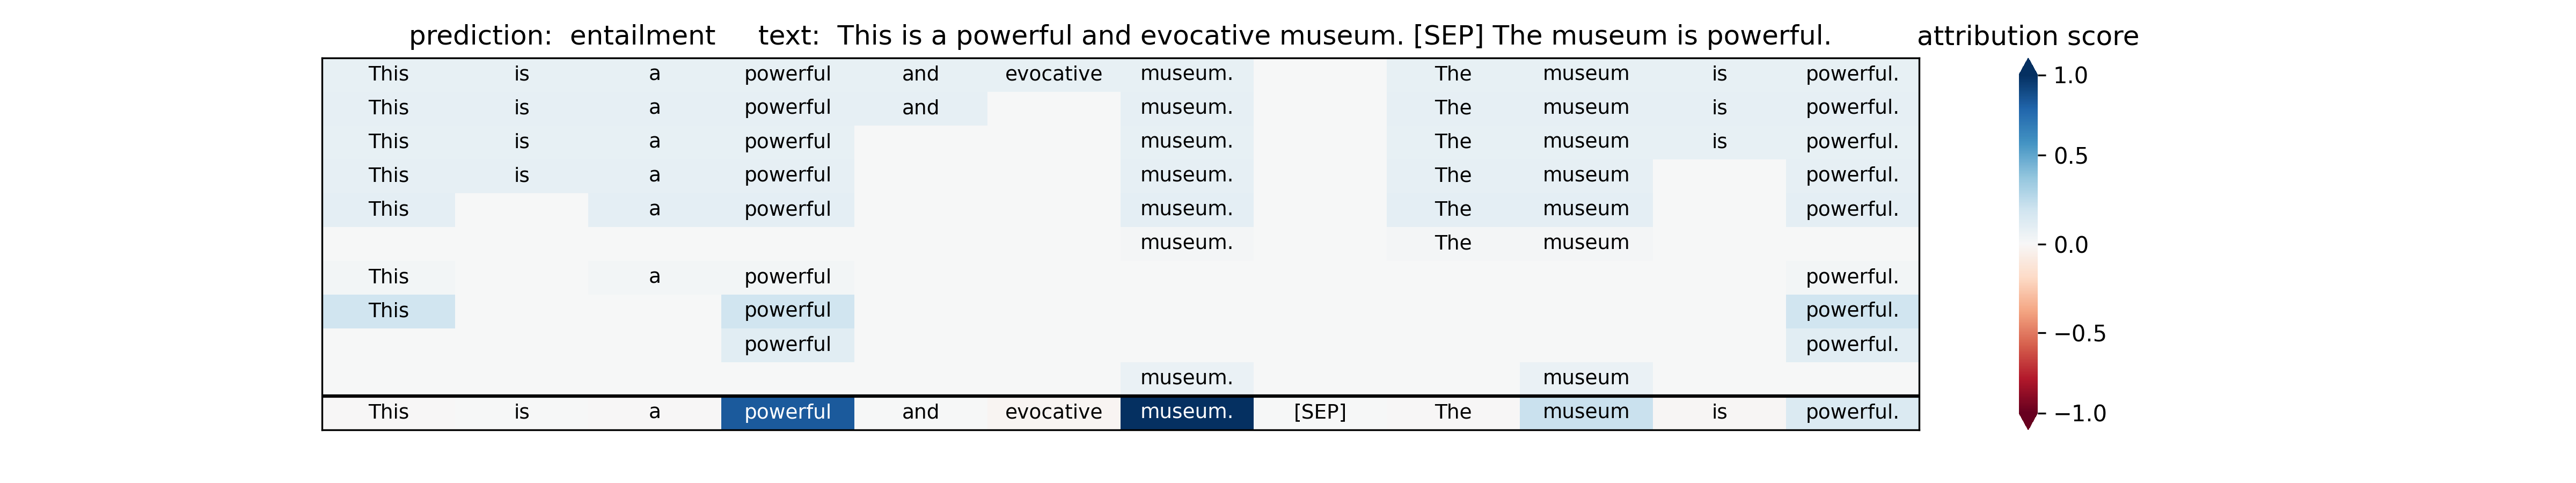 prediction: entailment text: This is a powerful and evocative museum. [SEP] The museum is powerful. attribution score
This is a powerful and evocative museum. The museum is powerful.
This is a powerful and museum. The museum is powerful.
This is a powerful museum. The museum is powerful.
This is a powerful museum. The museum powerful.
This a powerful museum. The museum powerful.
museum. The museum
This a powerful powerful.
This powerful powerful.
powerful powerful.
museum. museum
This is a powerful and evocative museum. [SEP] The museum is powerful.
1.0
0.5
0.0
−0.5
−1.0